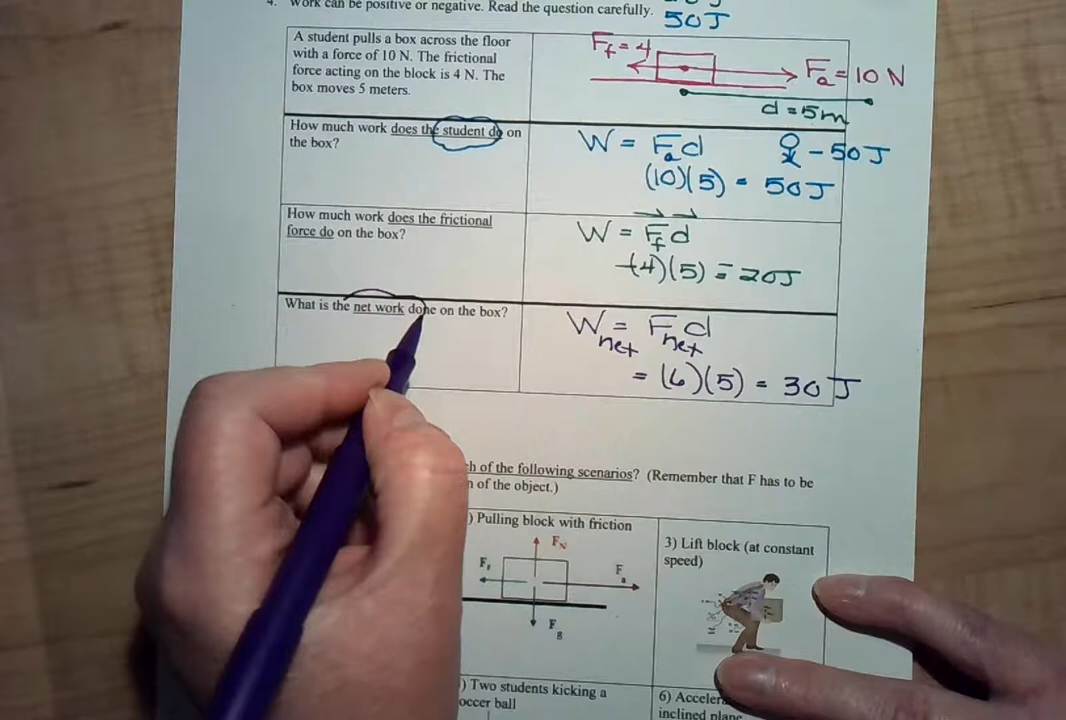 4. Work can be positive or negative. Read the question carefully.
50 J
A student pulls a box across the floor
with a force of 10 N. The frictional
force acting on the block is 4 N. The
box moves 5 meters.
Ff = 4
Fa = 10 N
d = 5m
How much work does the student do on
the box?
W = Fad
- 50 J
(10)(5) = 50 J
How much work does the frictional
force do on the box?
W = Ffd
(-4)(5) = -20J
What is the net work done on the box?
Wnet = Fnet d
= (6)(5) = 30 J
h of the following scenarios? (Remember that F has to be
n of the object.)
) Pulling block with friction
FN
Ff
Fa
Fg
3) Lift block (at constant
speed)
) Two students kicking a
occer ball
6)
inclined plane